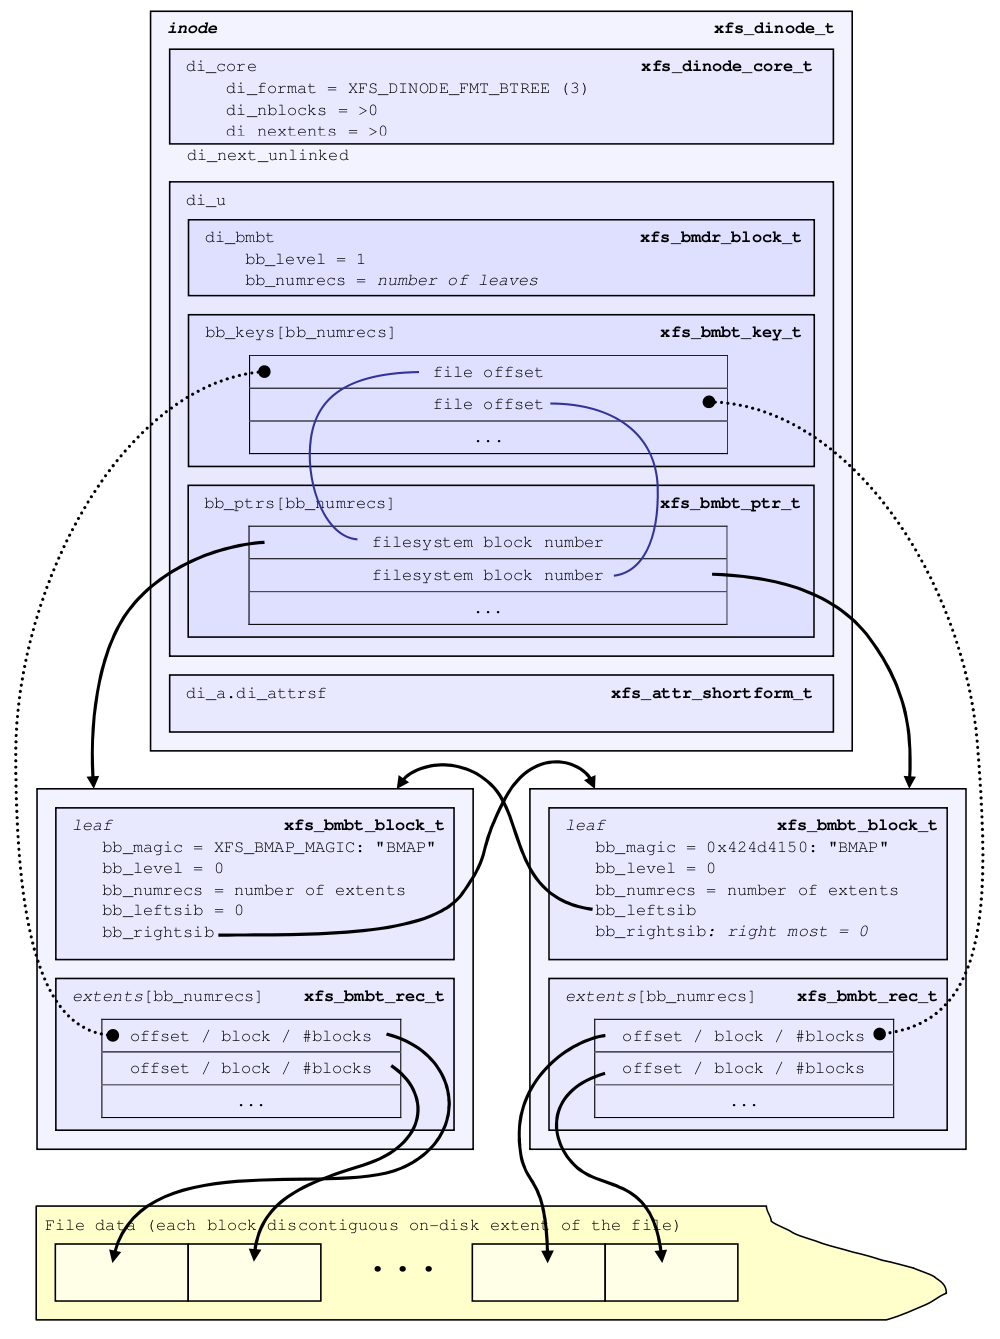 inode xfs_dinode_t
di_core xfs_dinode_core_t
di_format = XFS_DINODE_FMT_BTREE (3)
di_nblocks = >0
di_nextents = >0
di_next_unlinked
di_u
di_bmbt xfs_bmdr_block_t
bb_level = 1
bb_numrecs = number of leaves
bb_keys[bb_numrecs] xfs_bmbt_key_t
file offset
file offset
...
bb_ptrs[bb_numrecs] xfs_bmbt_ptr_t
filesystem block number
filesystem block number
...
di_a.di_attrsf xfs_attr_shortform_t
leaf xfs_bmbt_block_t
bb_magic = XFS_BMAP_MAGIC: "BMAP"
bb_level = 0
bb_numrecs = number of extents
bb_leftsib = 0
bb_rightsib
extents[bb_numrecs] xfs_bmbt_rec_t
offset / block / #blocks
offset / block / #blocks
...
leaf xfs_bmbt_block_t
bb_magic = 0x424d4150: "BMAP"
bb_level = 0
bb_numrecs = number of extents
bb_leftsib
bb_rightsib: right most = 0
extents[bb_numrecs] xfs_bmbt_rec_t
offset / block / #blocks
offset / block / #blocks
...
File data (each block discontiguous on-disk extent of the file)
. . .